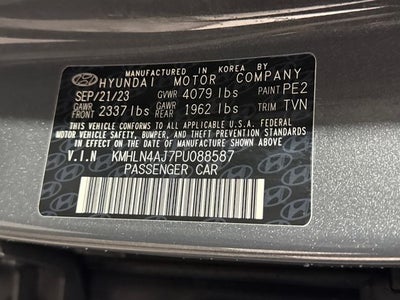 MANUFACTURED IN KOREA BY
HYUNDAI MOTOR COMPANY
SEP/21/23 GVWR 4079 lbs PAINT PE2
GAWR FRONT 2337 lbs GAWR REAR 1962 lbs TRIM TVN
THIS VEHICLE CONFORMS TO ALL APPLICABLE U.S.A. FEDERAL
MOTOR VEHICLE SAFETY, BUMPER, AND THEFT PREVENTION
STANDARDS IN EFFECT ON THE DATE OF MANUFACTURE SHOWN ABOVE.
V.I.N KMHLN4AJ7PU088587
PASSENGER CAR